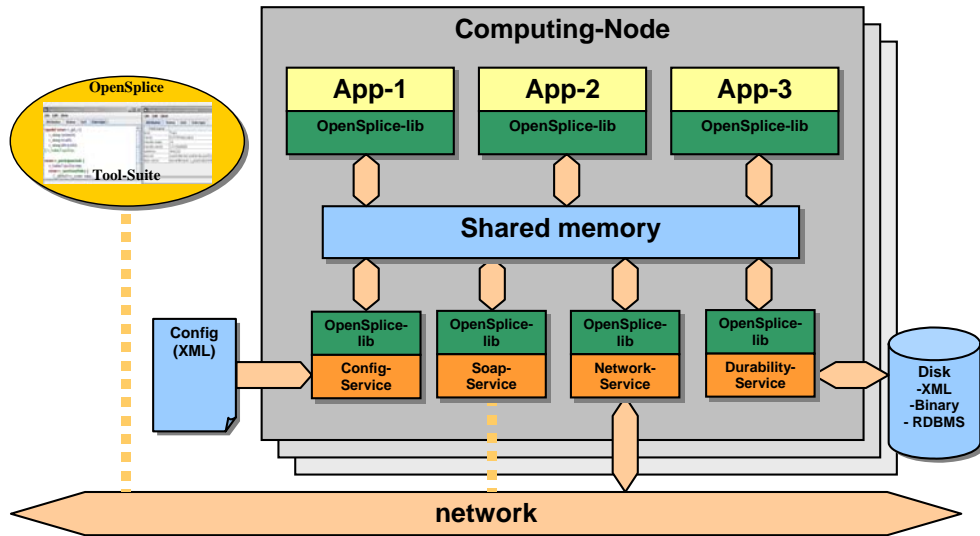 Computing-Node
OpenSplice
Tool-Suite
App-1
OpenSplice-lib
App-2
OpenSplice-lib
App-3
OpenSplice-lib
Shared memory
Config
(XML)
OpenSplice-
lib
Config-
Service
OpenSplice-
lib
Soap-
Service
OpenSplice-
lib
Network-
Service
OpenSplice-
lib
Durability-
Service
Disk
-XML
-Binary
- RDBMS
network